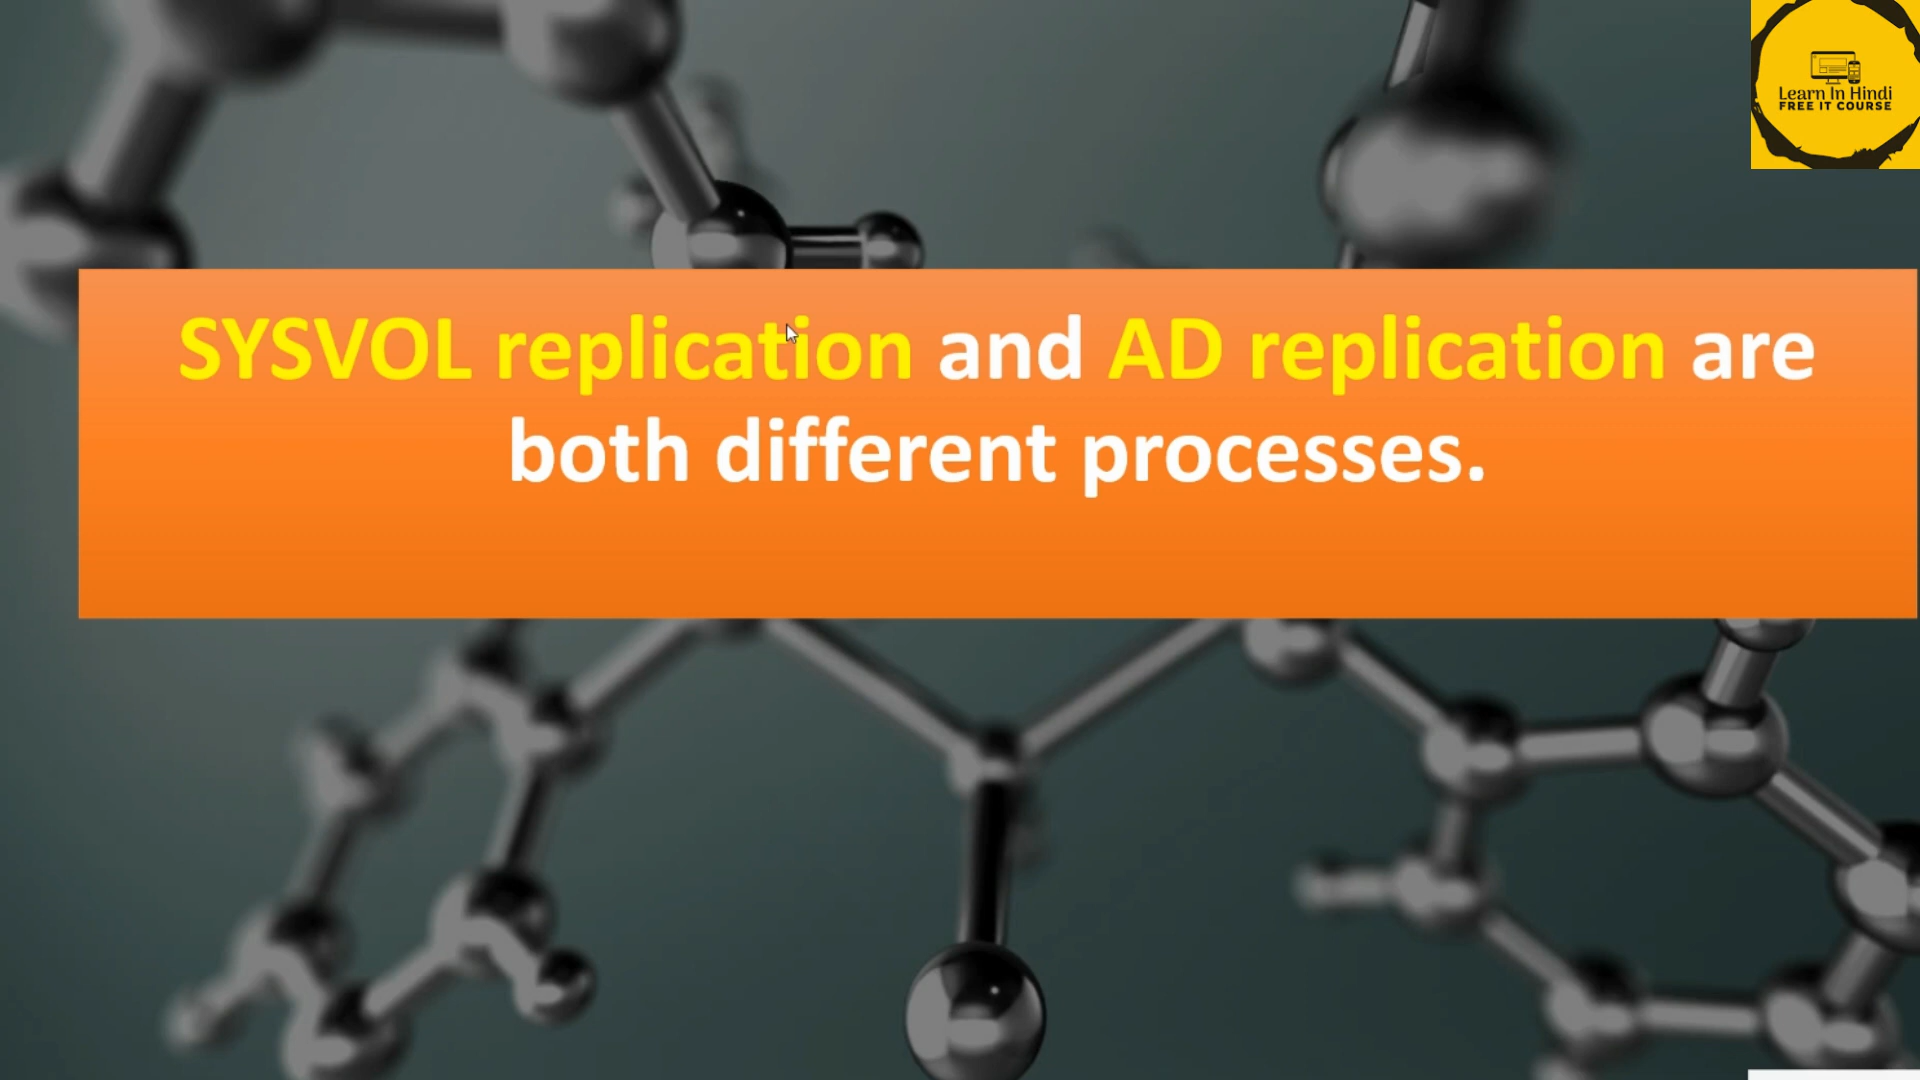 Learn In Hindi
FREE IT COURSE
SYSVOL replication and AD replication are
both different processes.